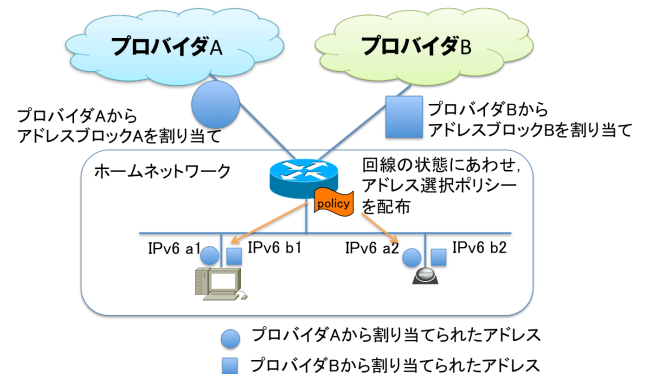 プロバイダA
プロバイダB
プロバイダAから
アドレスブロックAを割り当て
プロバイダBから
アドレスブロックBを割り当て
ホームネットワーク
回線の状態にあわせ,
アドレス選択ポリシー
を配布
policy
IPv6 a1
IPv6 b1
IPv6 a2
IPv6 b2
プロバイダAから割り当てられたアドレス
プロバイダBから割り当てられたアドレス